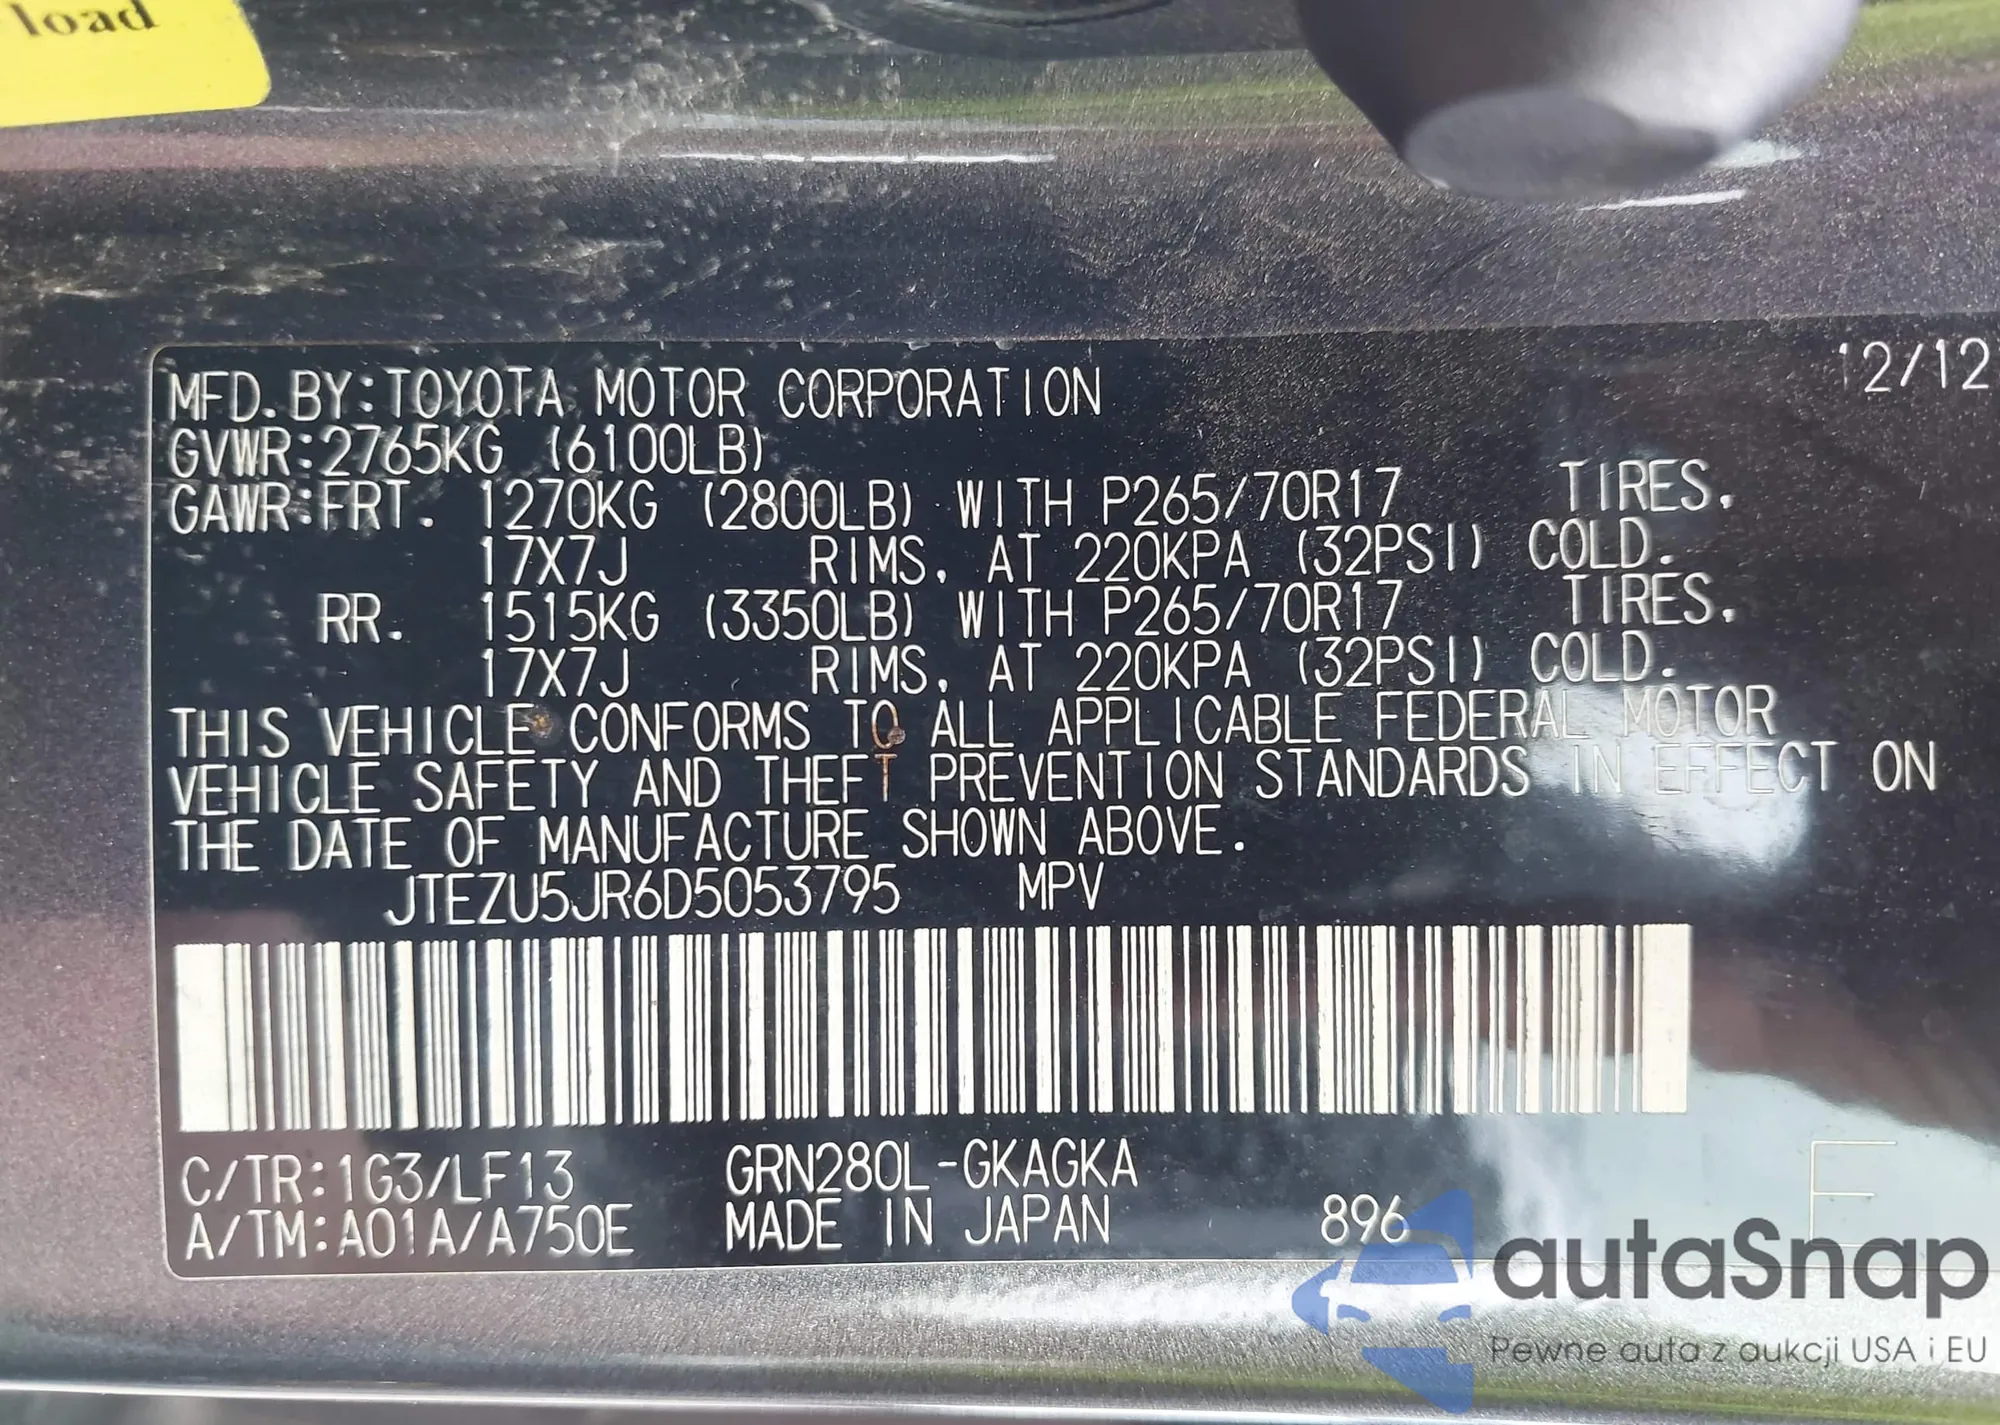 load
12/12
MFD.BY:TOYOTA MOTOR CORPORATION
GVWR:2765KG (6100LB)
GAWR:FRT. 1270KG (2800LB) WITH P265/70R17 TIRES.
17X7J RIMS, AT 220KPA (32PSI) COLD.
RR. 1515KG (3350LB) WITH P265/70R17 TIRES.
17X7J RIMS, AT 220KPA (32PSI) COLD.
THIS VEHICLE CONFORMS TO ALL APPLICABLE FEDERAL MOTOR
VEHICLE SAFETY AND THEFT PREVENTION STANDARDS IN EFFECT ON
THE DATE OF MANUFACTURE SHOWN ABOVE.
JTEZU5JR6D5053795 MPV
C/TR:1G3/LF13 GRN280L-GKAGKA
A/TM:A01A/A750E MADE IN JAPAN 896
E
autaSnap
Pewne auta z aukcji USA i EU